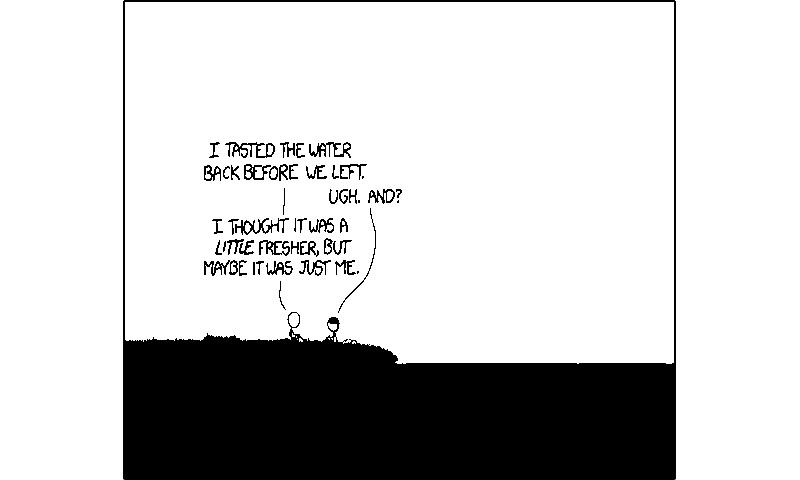 I TASTED THE WATER
BACK BEFORE WE LEFT.
UGH. AND?
I THOUGHT IT WAS A
LITTLE FRESHER, BUT
MAYBE IT WAS JUST ME.